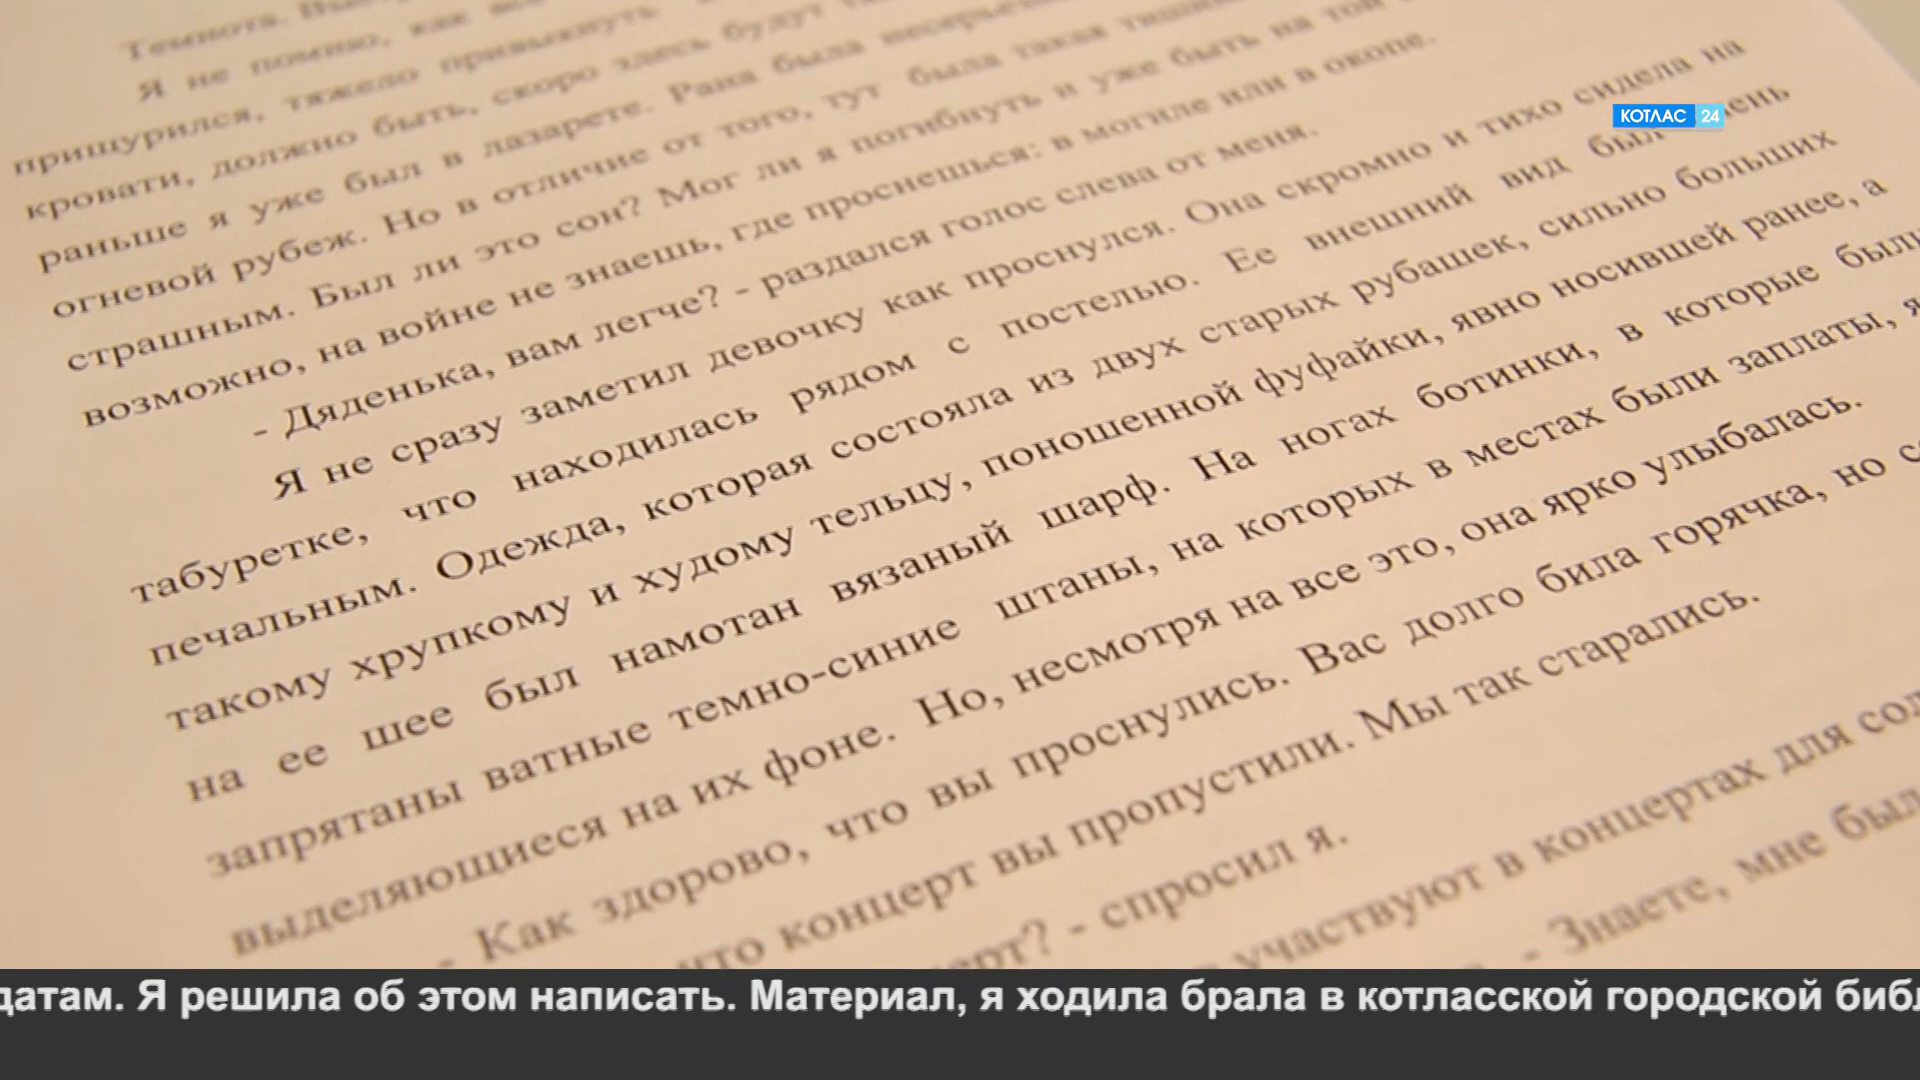 Темнота.
Я не помню, как все
прищурился, тяжело привыкнуть
кровати, должно быть, скоро здесь будут
раньше я уже был в лазарете. Рана была
огневой рубеж. Но в отличие от того, тут была такая
страшным. Был ли это сон? Мог ли я погибнуть и уже быть на той
возможно, на войне не знаешь, где проснешься: в могиле или в окопе.
- Дяденька, вам легче? - раздался голос слева от меня.
Я не сразу заметил девочку как проснулся. Она скромно и тихо сидела на
табуретке, что находилась рядом с постелью. Ее внешний вид был
печальным. Одежда, которая состояла из двух старых рубашек, сильно больших
такому хрупкому и худому тельцу, поношенной фуфайки, явно носившей ранее, а
на ее шее был намотан вязаный шарф. На ногах ботинки, в которые были
запрятаны ватные темно-синие штаны, на которых в местах были заплаты, я
выделяющиеся на их фоне. Но, несмотря на все это, она ярко улыбалась.
- Как здорово, что вы проснулись. Вас долго била горячка, но
что концерт вы пропустили. Мы так старались.
- спросил я.
участвуют в концертах для
- Знаете, мне
КОТЛАС 24
датам. Я решила об этом написать. Материал, я ходила брала в котласской городской биб